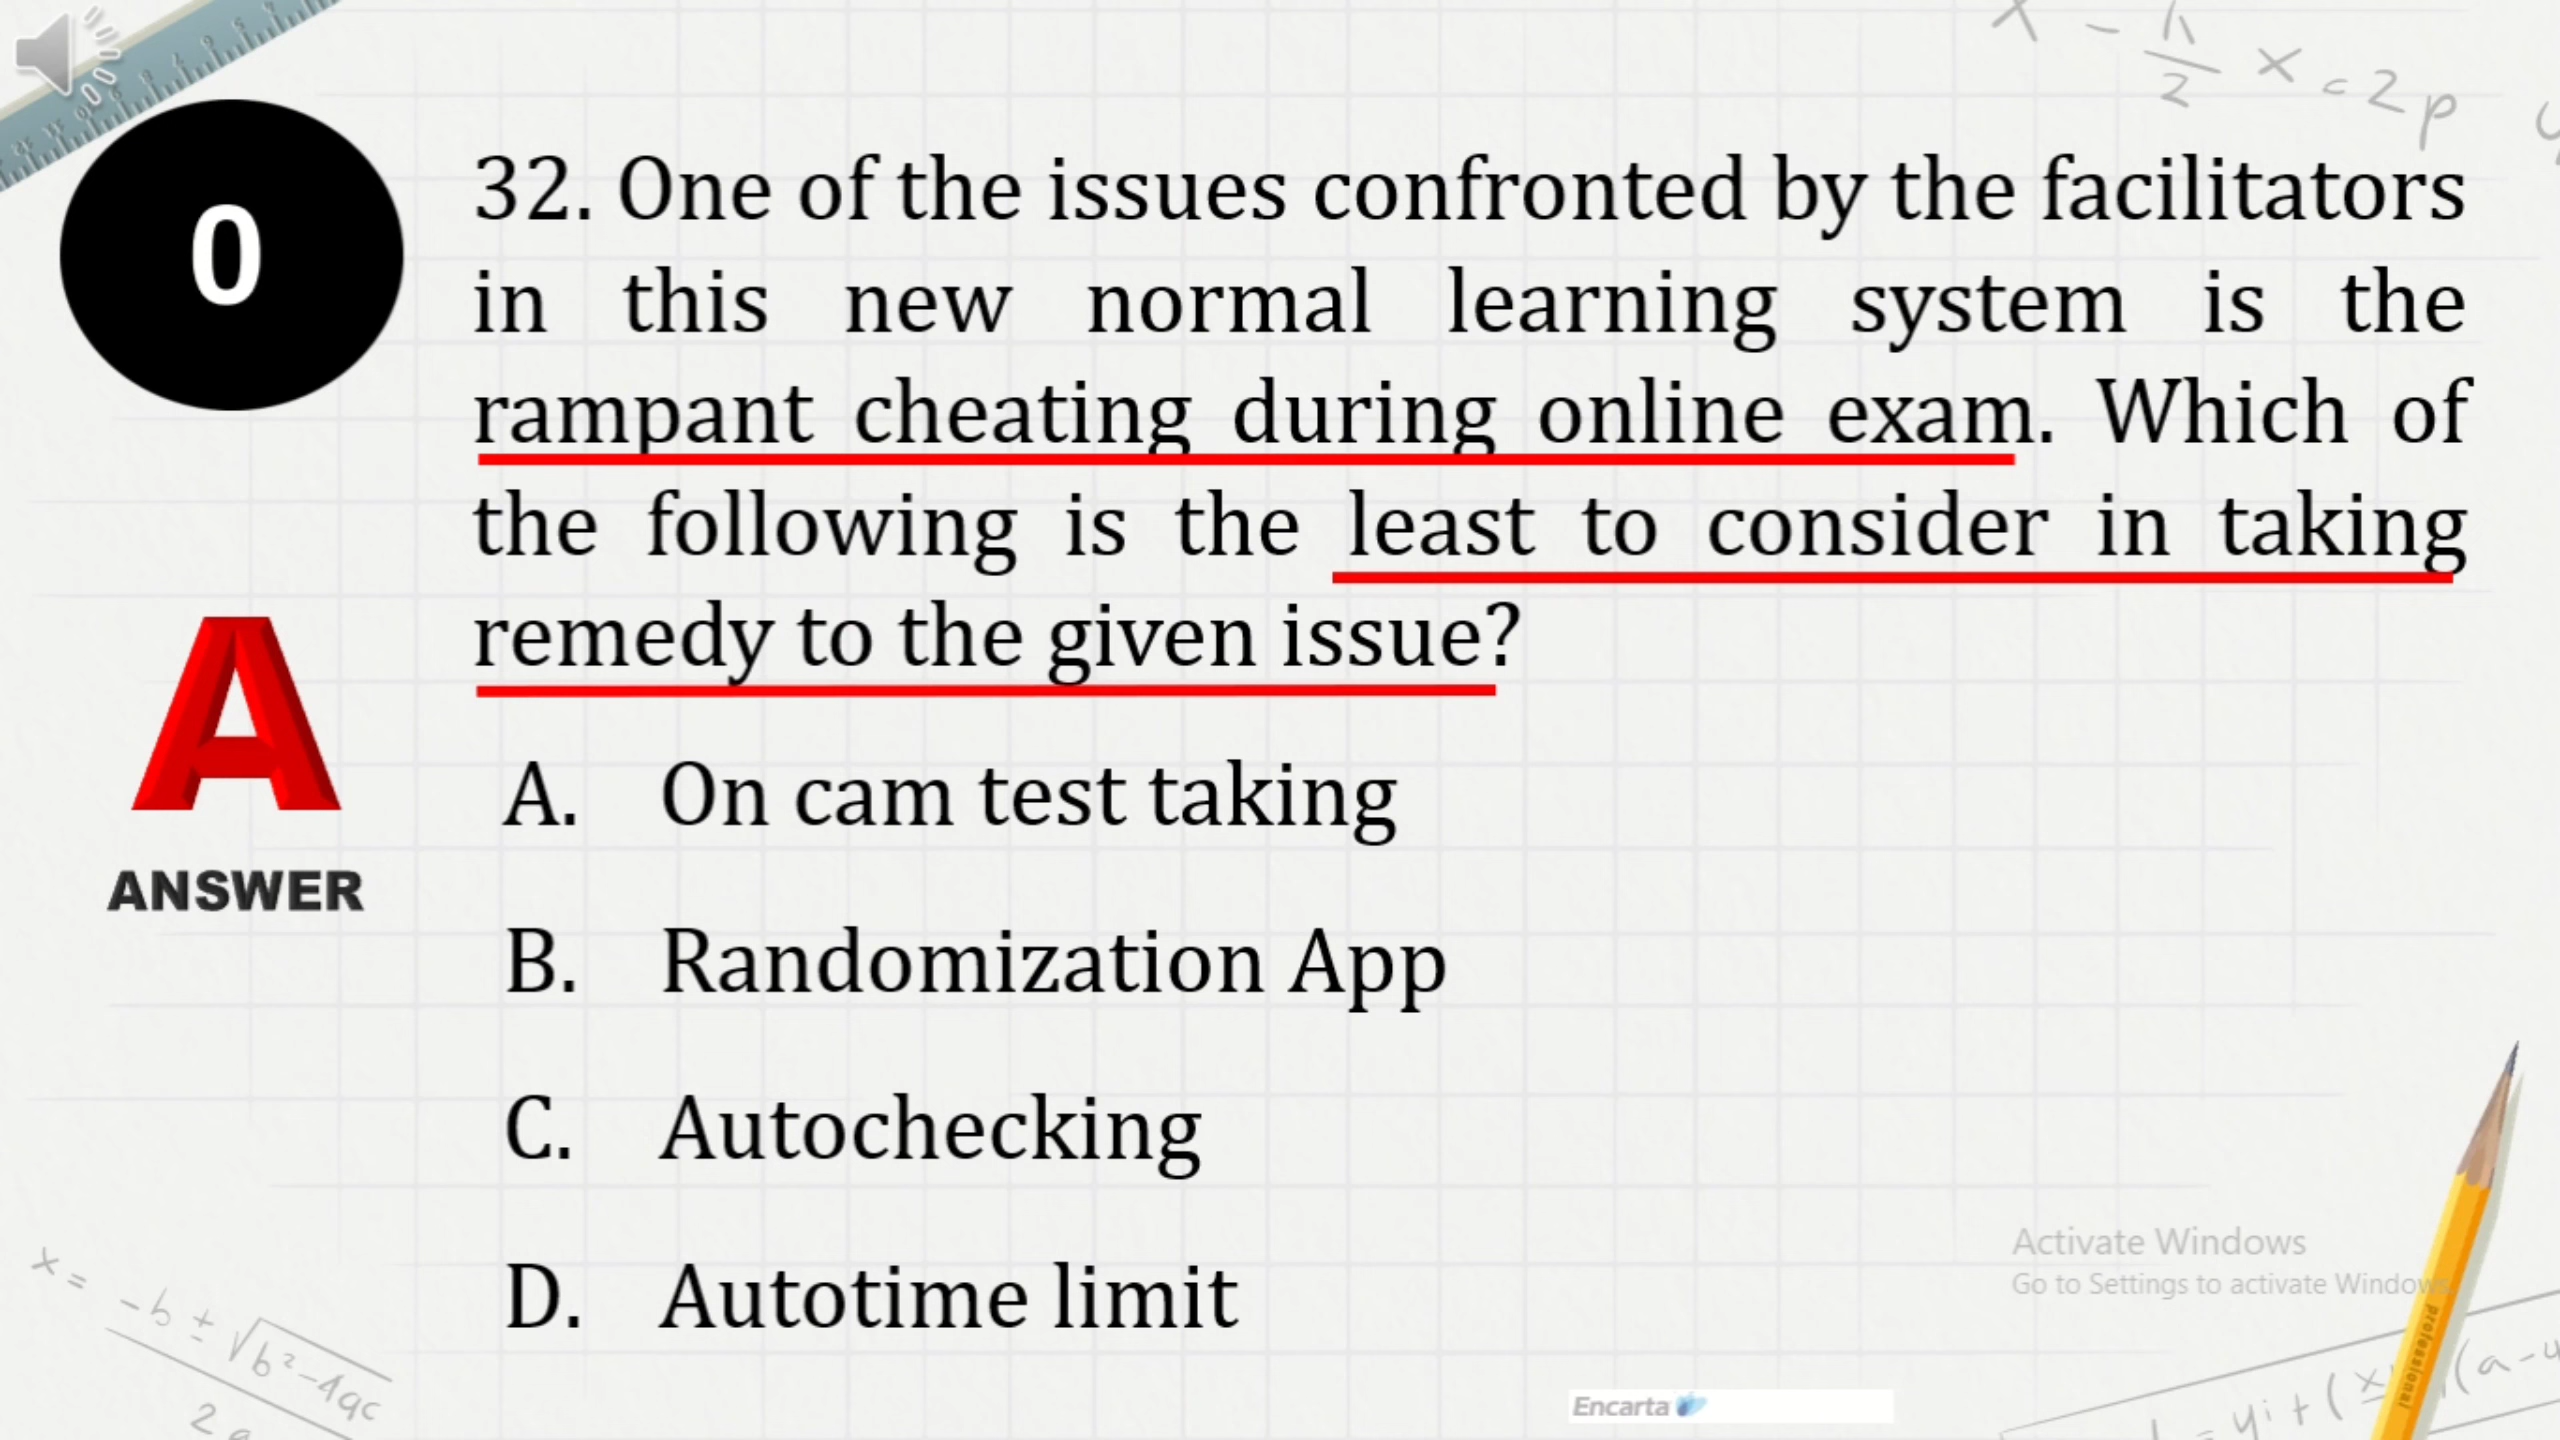 0
32. One of the issues confronted by the facilitators
in this new normal learning system is the
rampant cheating during online exam. Which of
the following is the least to consider in taking
remedy to the given issue?
A
ANSWER
A. On cam test taking
B. Randomization App
C. Autochecking
D. Autotime limit
Activate Windows
Go to Settings to activate Windows
professional
Encarta